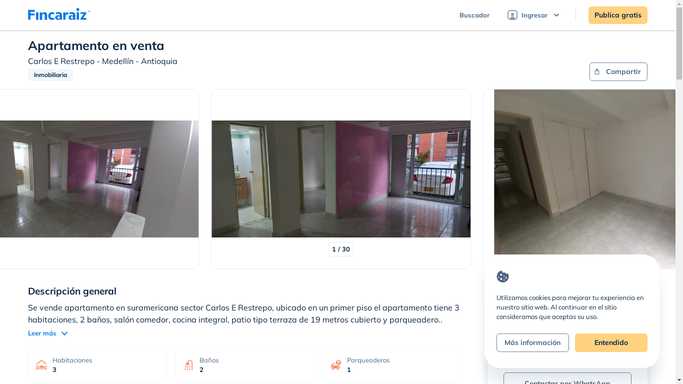 Fincaraiz
Buscador
Ingresar
Publica gratis
Apartamento en venta
Carlos E Restrepo - Medellín - Antioquia
Inmobiliaria
Compartir
1 / 30
Descripción general
Se vende apartamento en suramericana sector Carlos E Restrepo, ubicado en un primer piso el apartamento tiene 3
habitaciones, 2 baños, salón comedor, cocina integral, patio tipo terraza de 19 metros cubierto y parqueadero..
Leer más
Habitaciones
3
Baños
2
Parqueaderos
1
Utilizamos cookies para mejorar tu experiencia en
nuestro sitio web. Al continuar en el sitio
consideramos que aceptas su uso.
Más información
Entendido
Contactar por WhatsApp